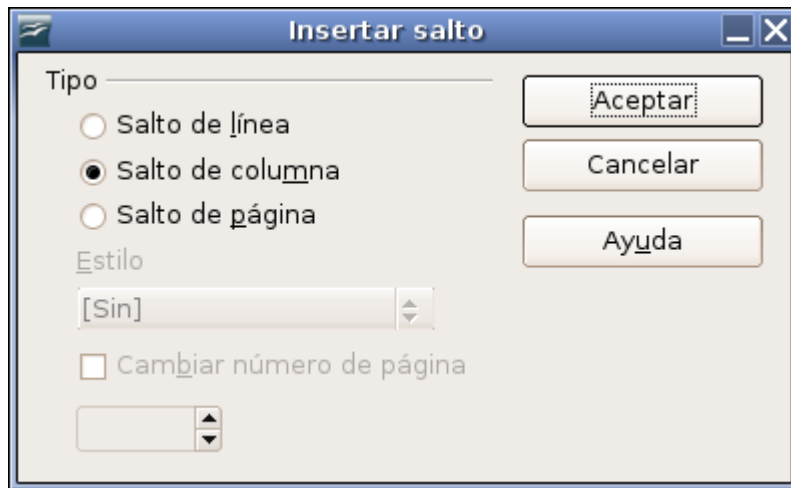 Insertar salto
Tipo
Salto de línea
Salto de columna
Salto de página
Estilo
[Sin]
Cambiar número de página
Aceptar
Cancelar
Ayuda